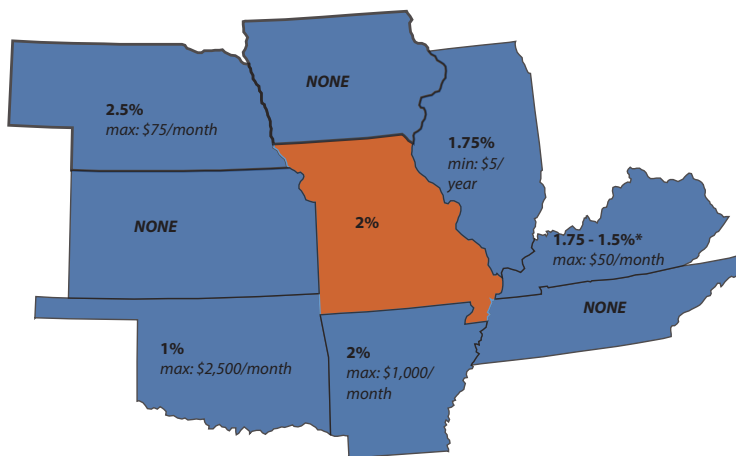 NONE
2.5%
max: $75/month
1.75%
min: $5/
year
NONE
2%
1.75 - 1.5%*
max: $50/month
NONE
1%
max: $2,500/month
2%
max: $1,000/
month